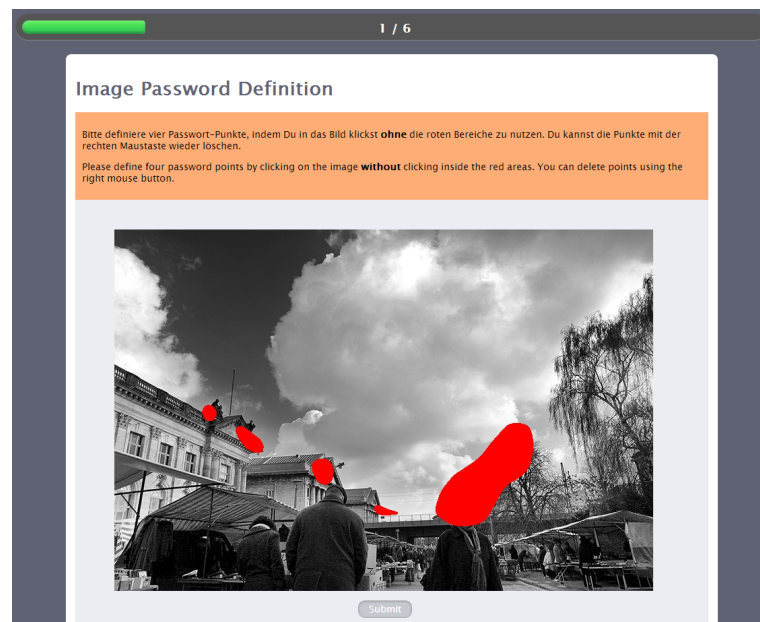 1 / 6
Image Password Definition
Bitte definiere vier Passwort-Punkte, indem Du in das Bild klickst ohne die roten Bereiche zu nutzen. Du kannst die Punkte mit der
rechten Maustaste wieder löschen.
Please define four password points by clicking on the image without clicking inside the red areas. You can delete points using the
right mouse button.
Submit